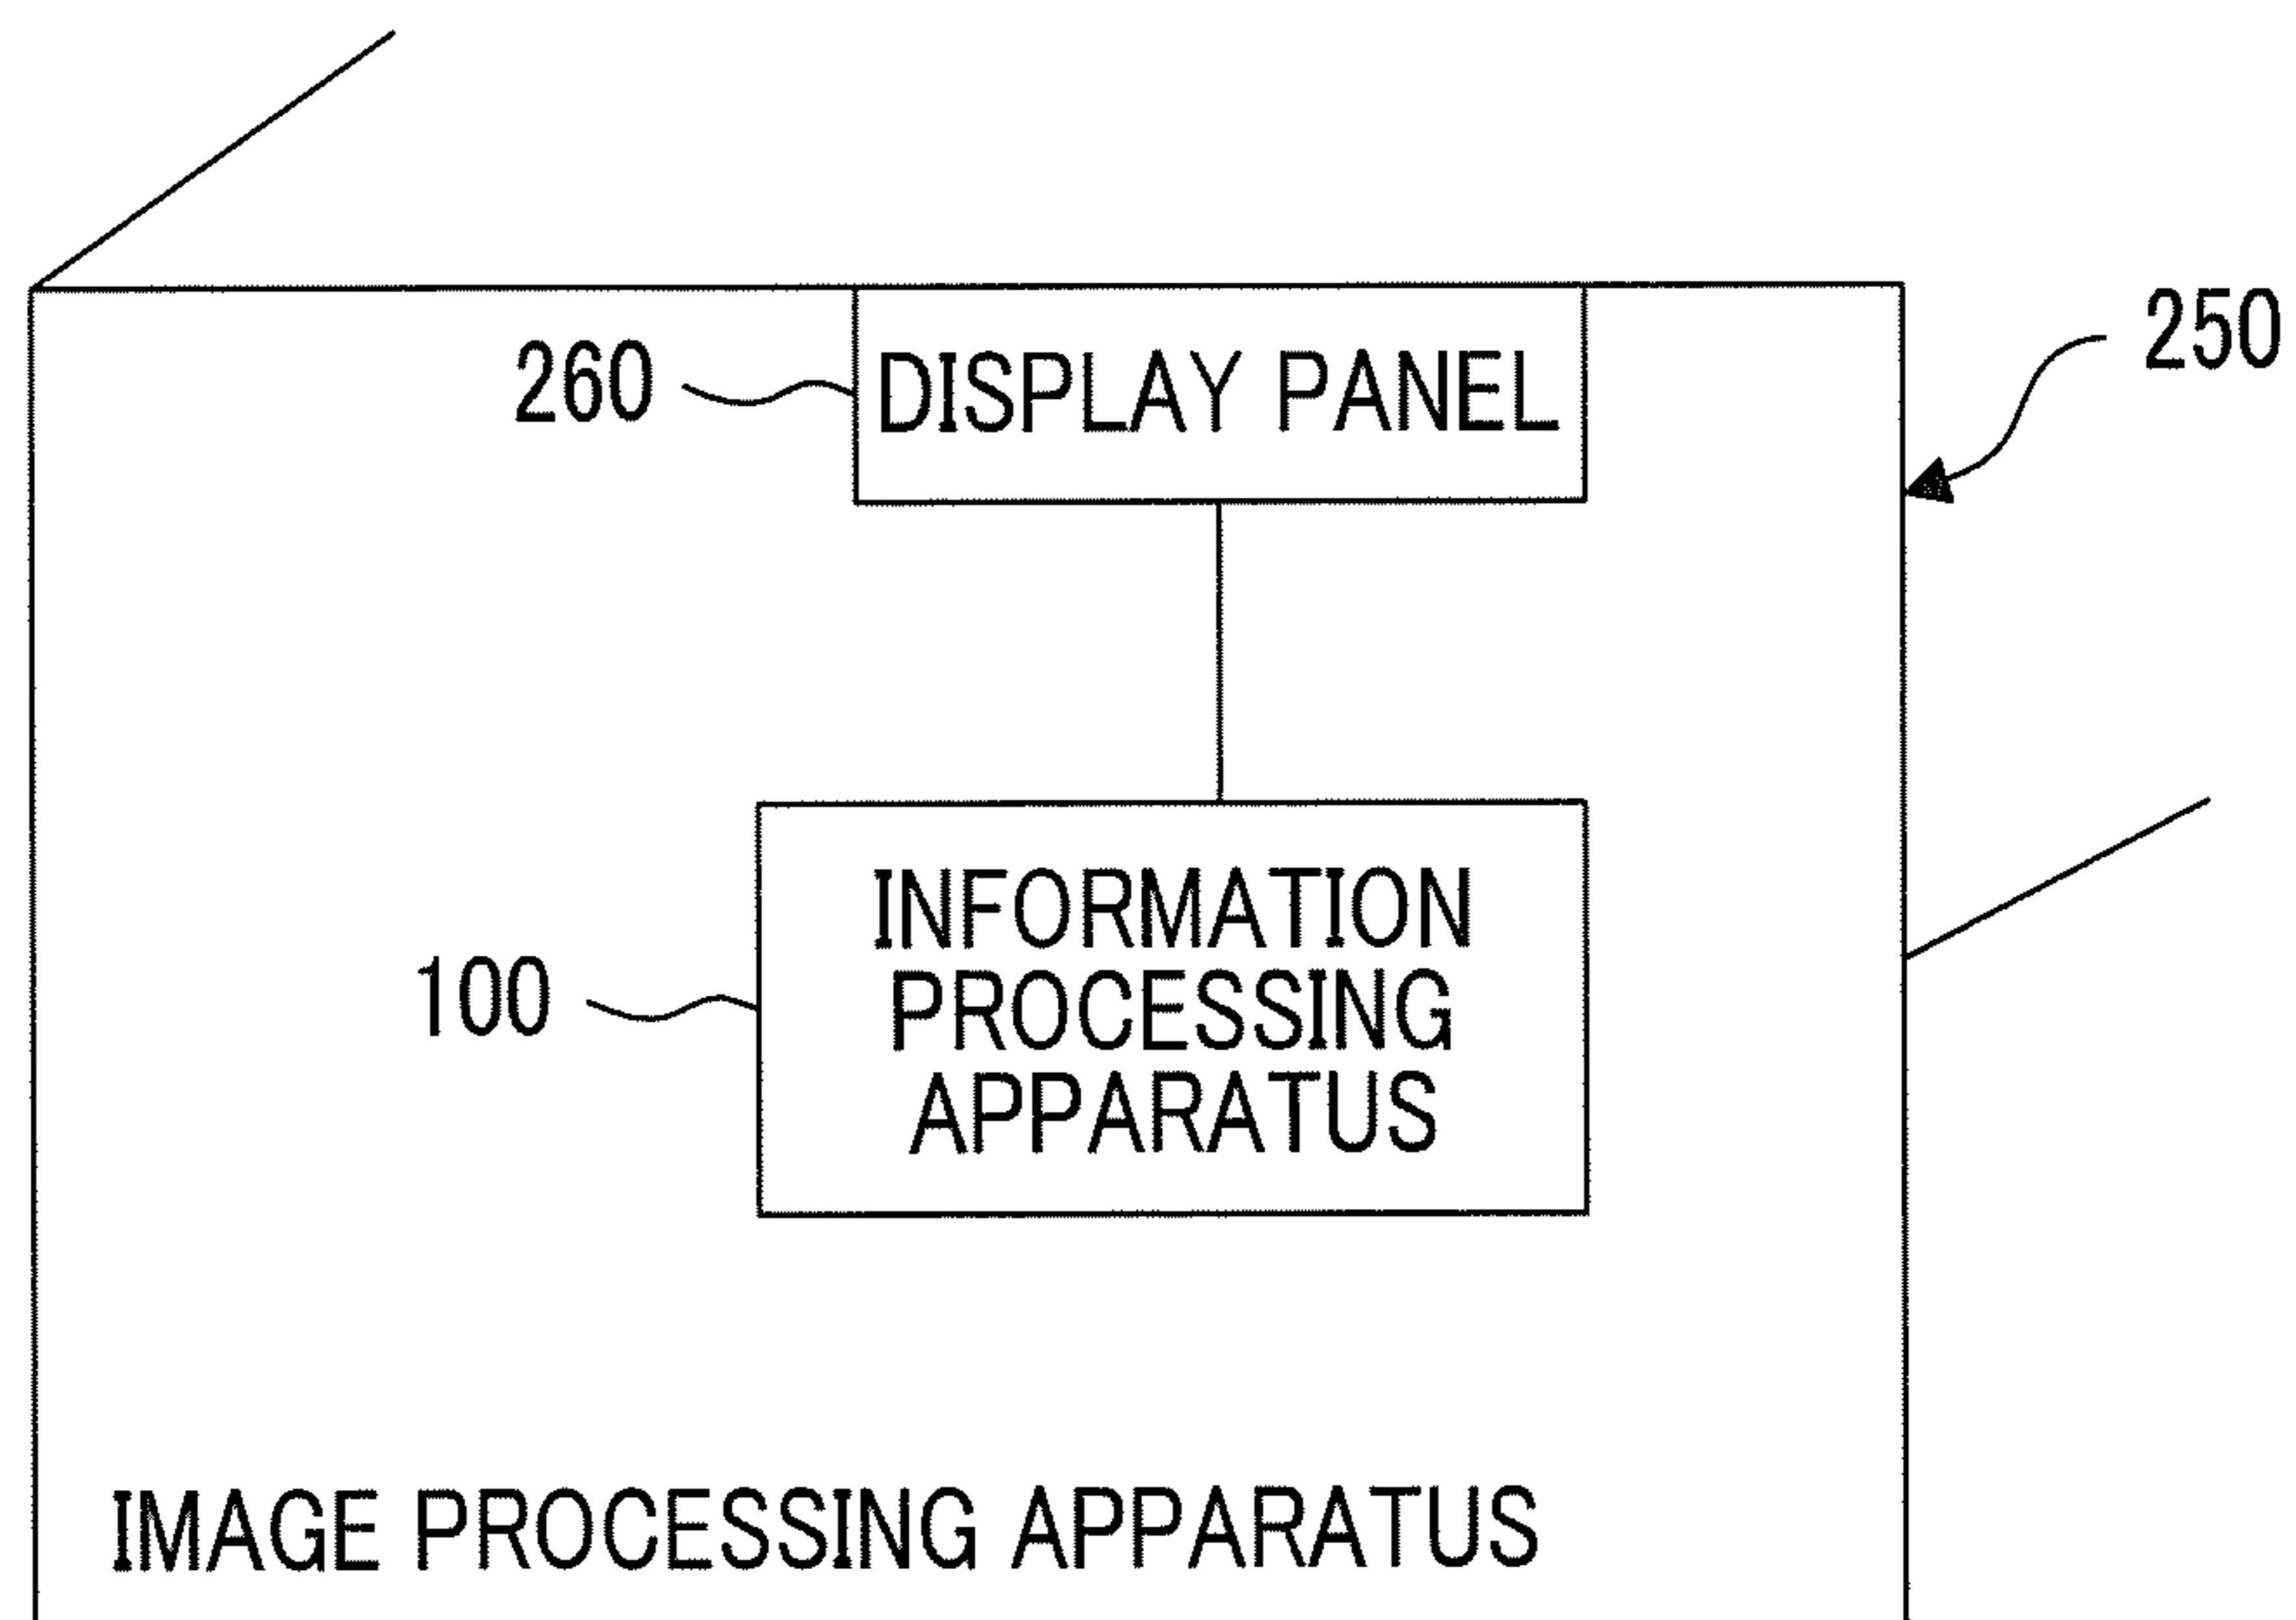 250
260
DISPLAY PANEL
100
INFORMATION
PROCESSING
APPARATUS
IMAGE PROCESSING APPARATUS